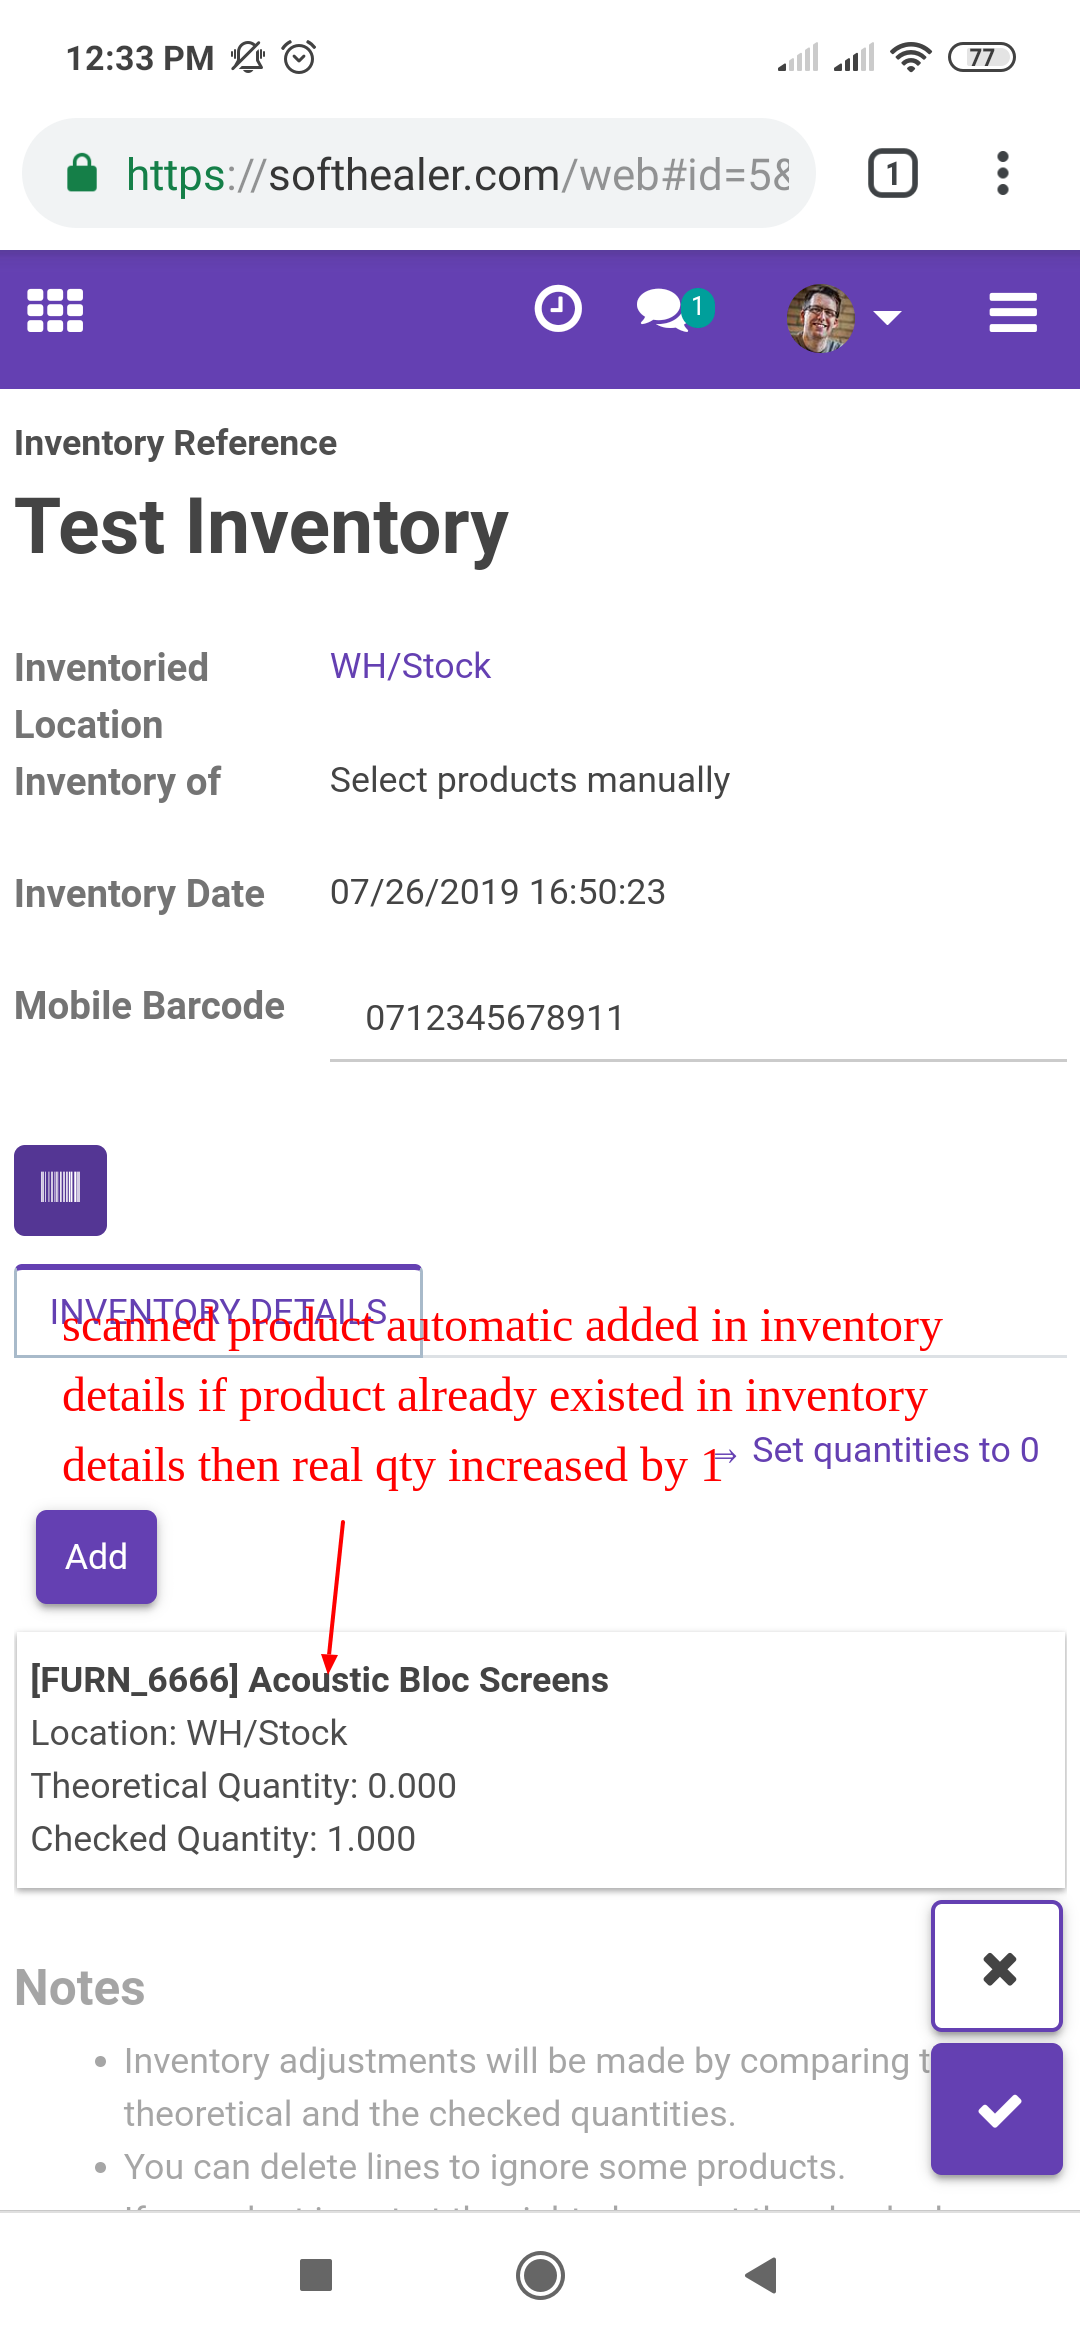 12:33 PM 77
https://softhealer.com/web#id=5&
1
1
Inventory Reference
Test Inventory
Inventoried Location WH/Stock
Inventory of Select products manually
Inventory Date 07/26/2019 16:50:23
Mobile Barcode 0712345678911
INVENTORY DETAILS
scanned product automatic added in inventory
details if product already existed in inventory
details then real qty increased by 1
⇒ Set quantities to 0
Add
[FURN_6666] Acoustic Bloc Screens
Location: WH/Stock
Theoretical Quantity: 0.000
Checked Quantity: 1.000
Notes
• Inventory adjustments will be made by comparing
theoretical and the checked quantities.
• You can delete lines to ignore some products.